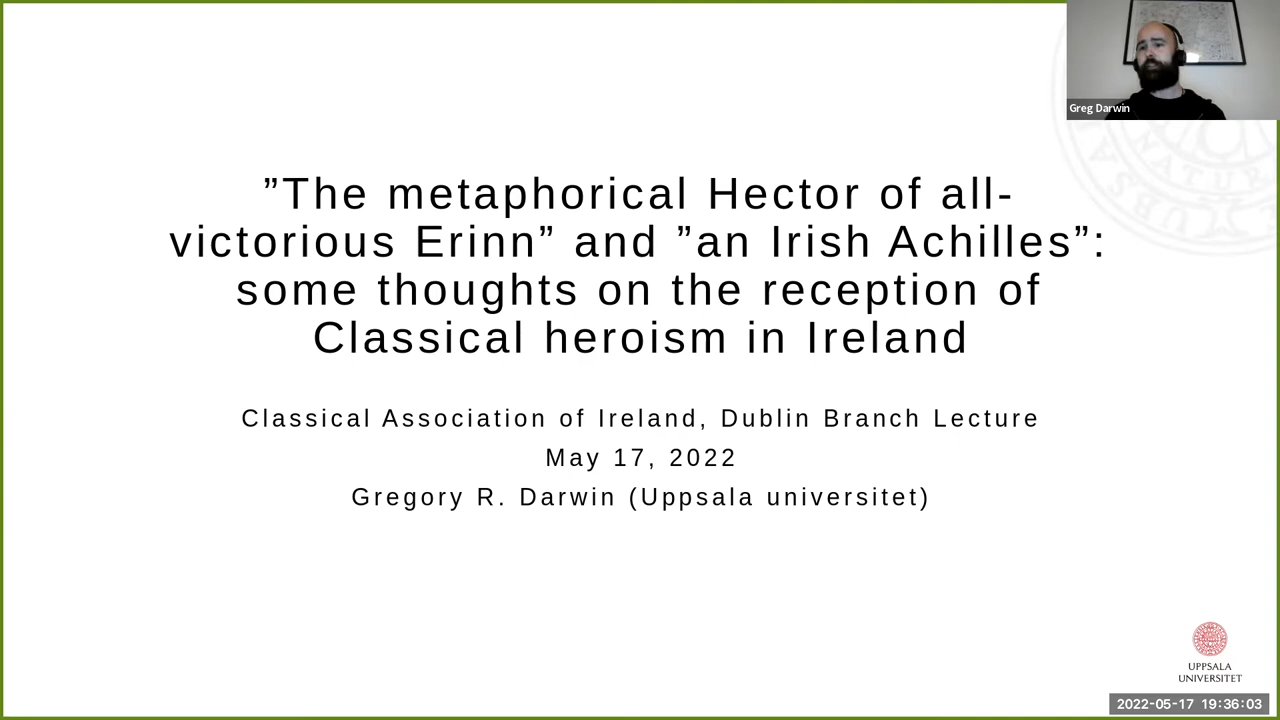 Greg Darwin
”The metaphorical Hector of all-
victorious Erinn” and ”an Irish Achilles”:
some thoughts on the reception of
Classical heroism in Ireland
Classical Association of Ireland, Dublin Branch Lecture
May 17, 2022
Gregory R. Darwin (Uppsala universitet)
UPPSALA
UNIVERSITET
2022-05-17 19:36:03